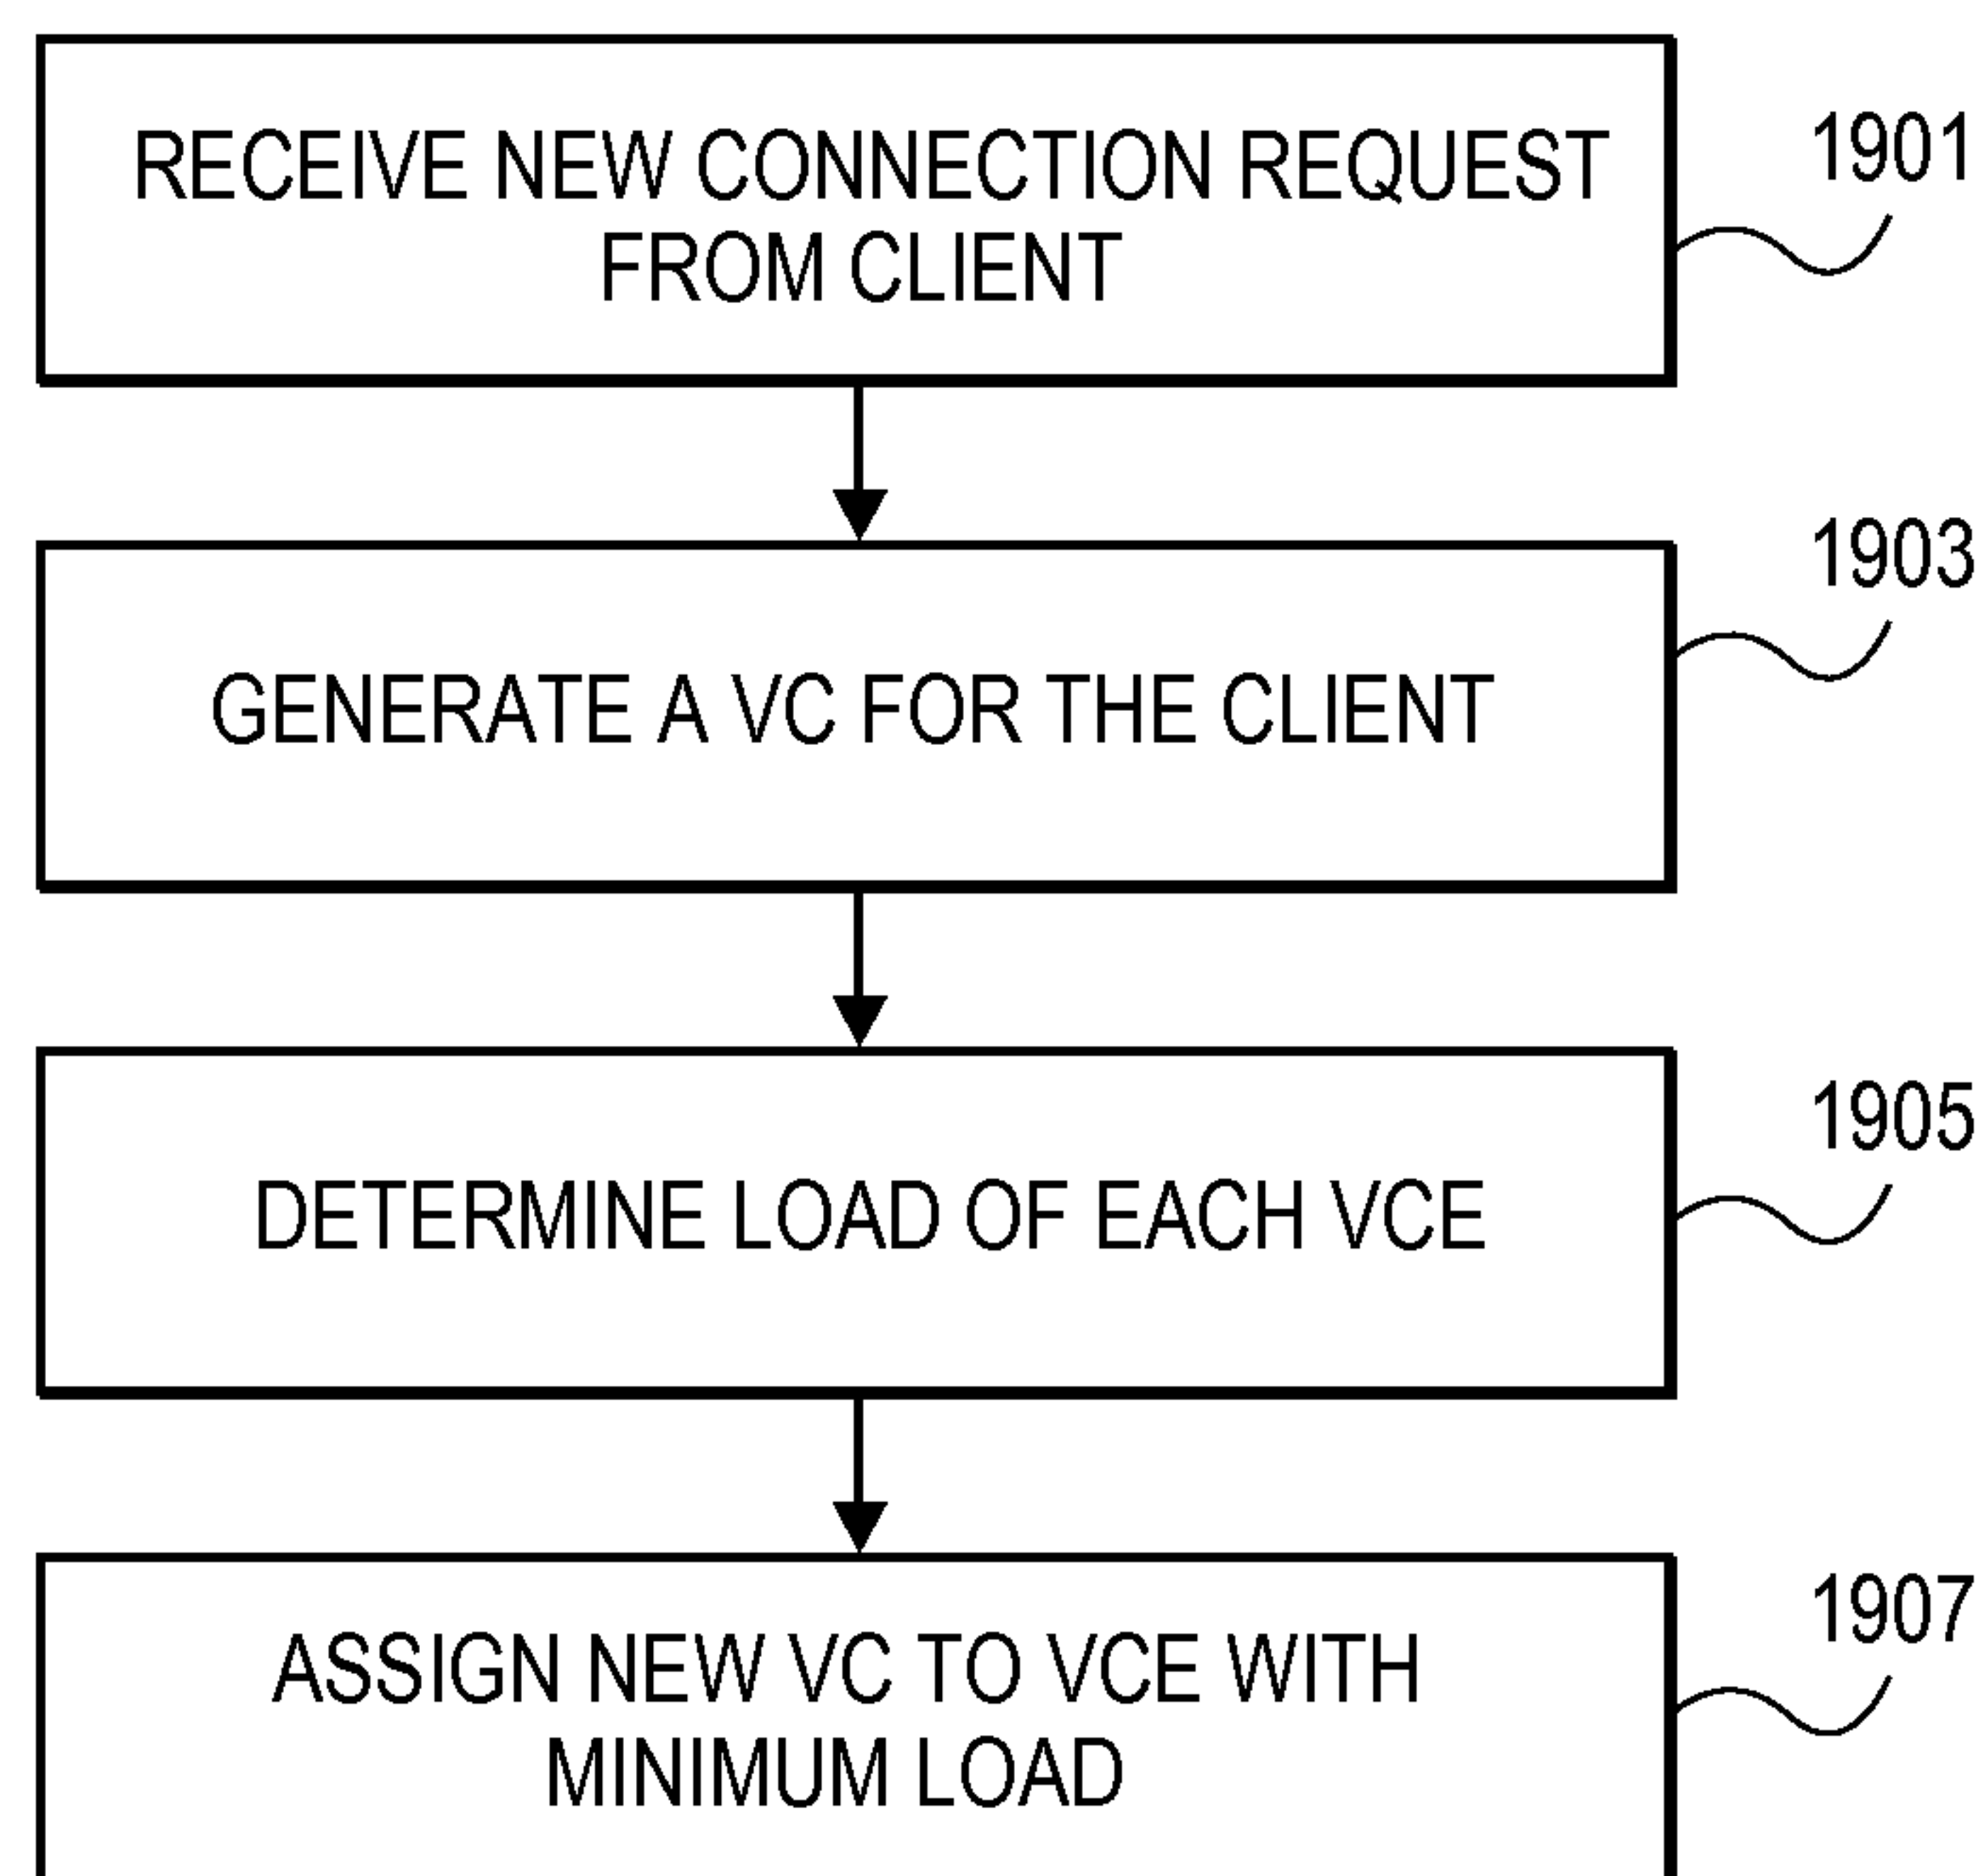 RECEIVE NEW CONNECTION REQUEST
FROM CLIENT
1901
GENERATE A VC FOR THE CLIENT
1903
DETERMINE LOAD OF EACH VCE
1905
ASSIGN NEW VC TO VCE WITH
MINIMUM LOAD
1907